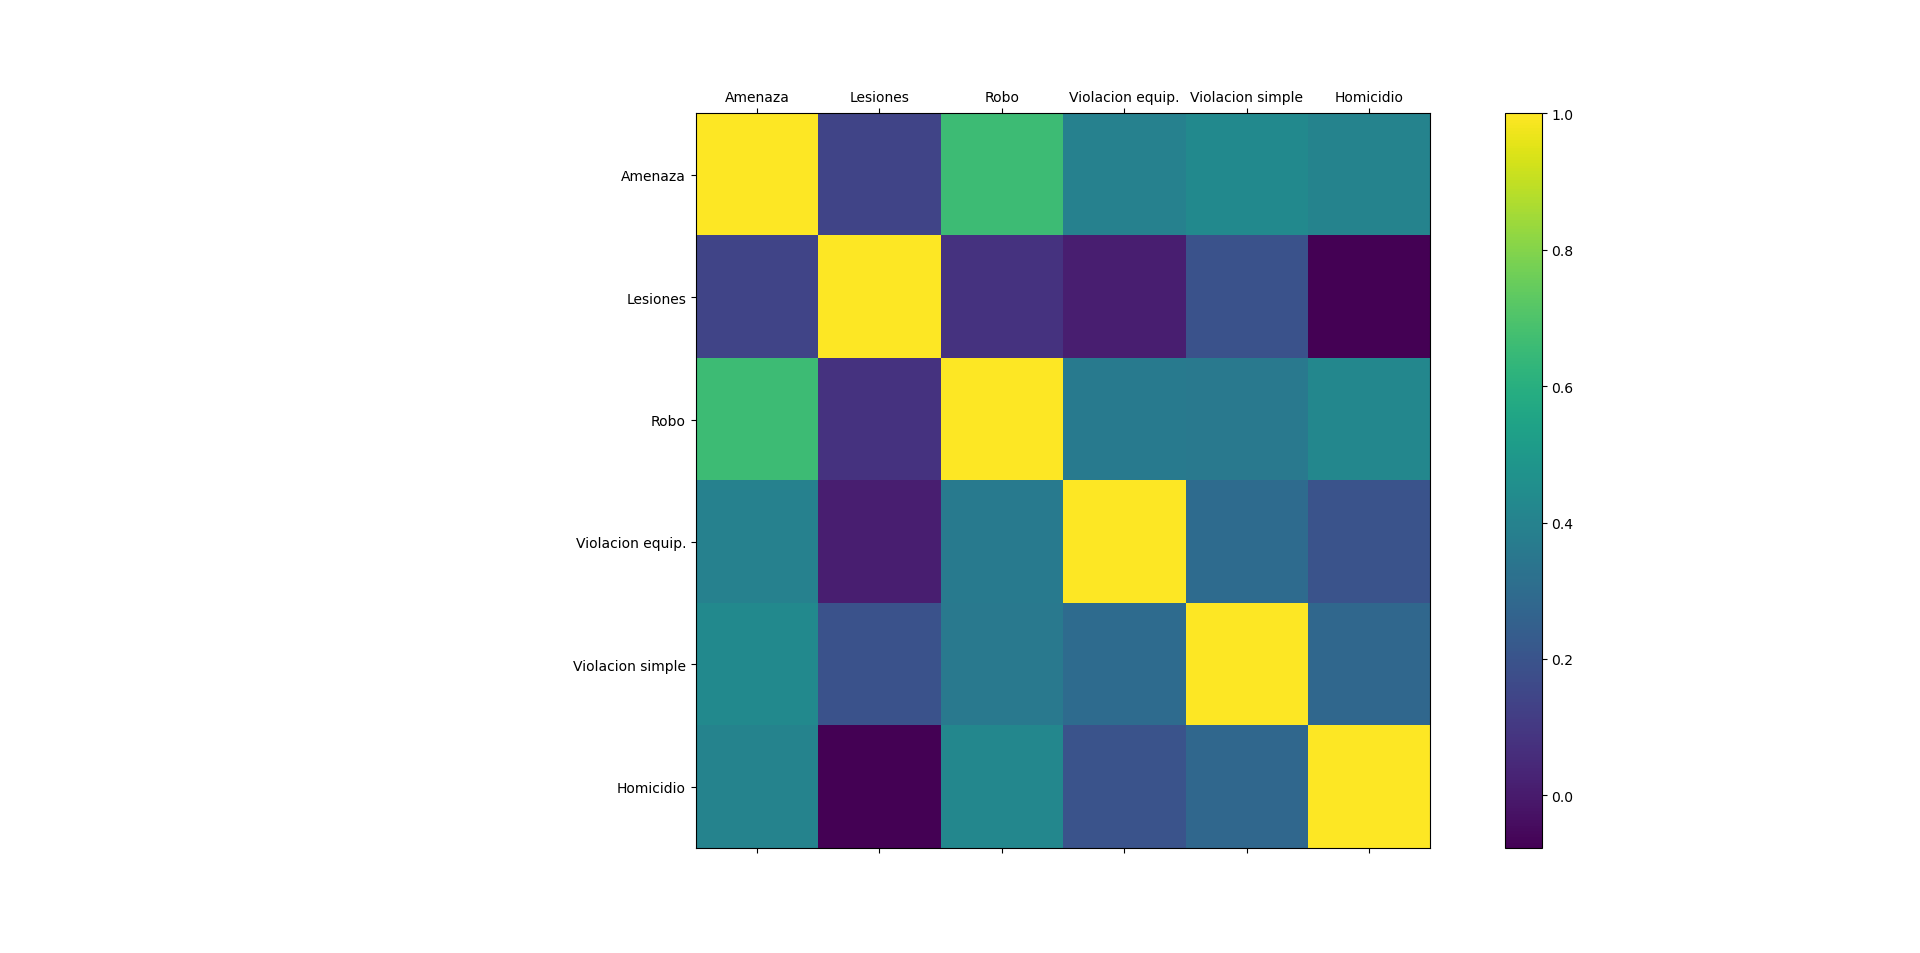 Amenaza Lesiones Robo Violacion equip. Violacion simple Homicidio
Amenaza
Lesiones
Robo
Violacion equip.
Violacion simple
Homicidio
1.0
0.8
0.6
0.4
0.2
0.0